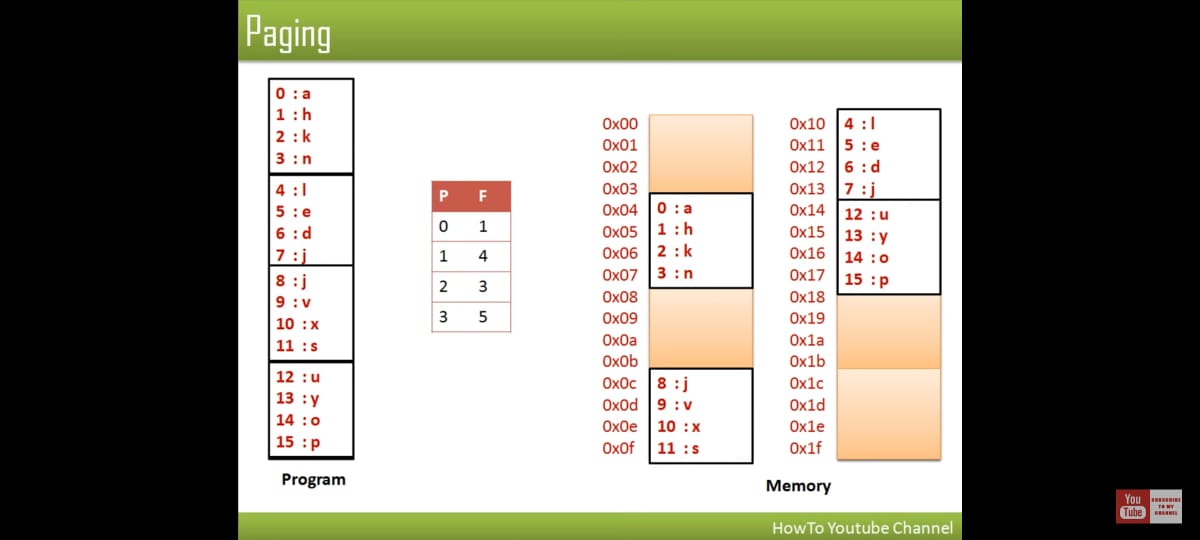 Paging
0 :a
1 :h
2 :k
3 :n
4 :l
5 :e
6 :d
7 :j
8 :j
9 :v
10 :x
11 :s
12 :u
13 :y
14 :o
15 :p
Program
P F
0 1
1 4
2 3
3 5
0x00
0x01
0x02
0x03
0x04 0 :a
0x05 1 :h
0x06 2 :k
0x07 3 :n
0x08
0x09
0x0a
0x0b
0x0c 8 :j
0x0d 9 :v
0x0e 10 :x
0x0f 11 :s
0x10 4 :l
0x11 5 :e
0x12 6 :d
0x13 7 :j
0x14 12 :u
0x15 13 :y
0x16 14 :o
0x17 15 :p
0x18
0x19
0x1a
0x1b
0x1c
0x1d
0x1e
0x1f
Memory
HowTo Youtube Channel
You
Tube
SUBSCRIBE
TO MY
CHANNEL